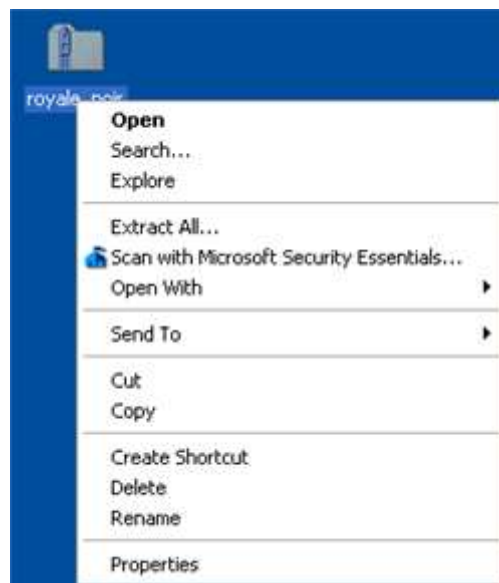 royale_noir
Open
Search...
Explore
Extract All...
Scan with Microsoft Security Essentials...
Open With
Send To
Cut
Copy
Create Shortcut
Delete
Rename
Properties